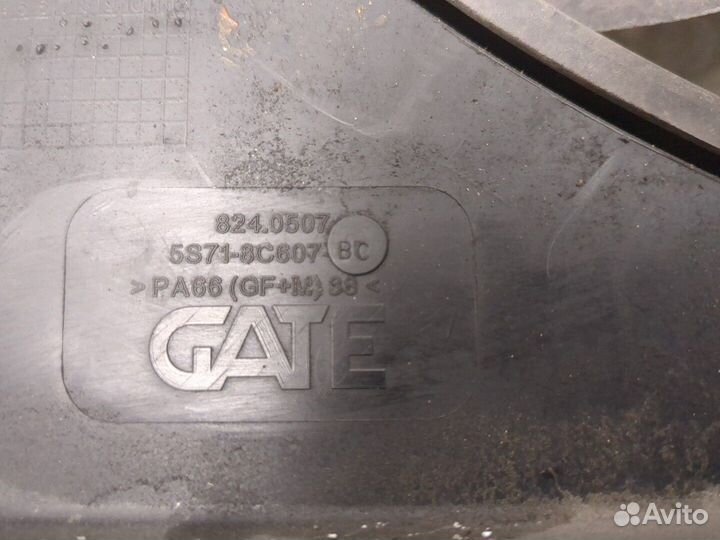 824.0507
5S71-8C607-BC
>PA66 (GF+M) 38<
GATE
Avito